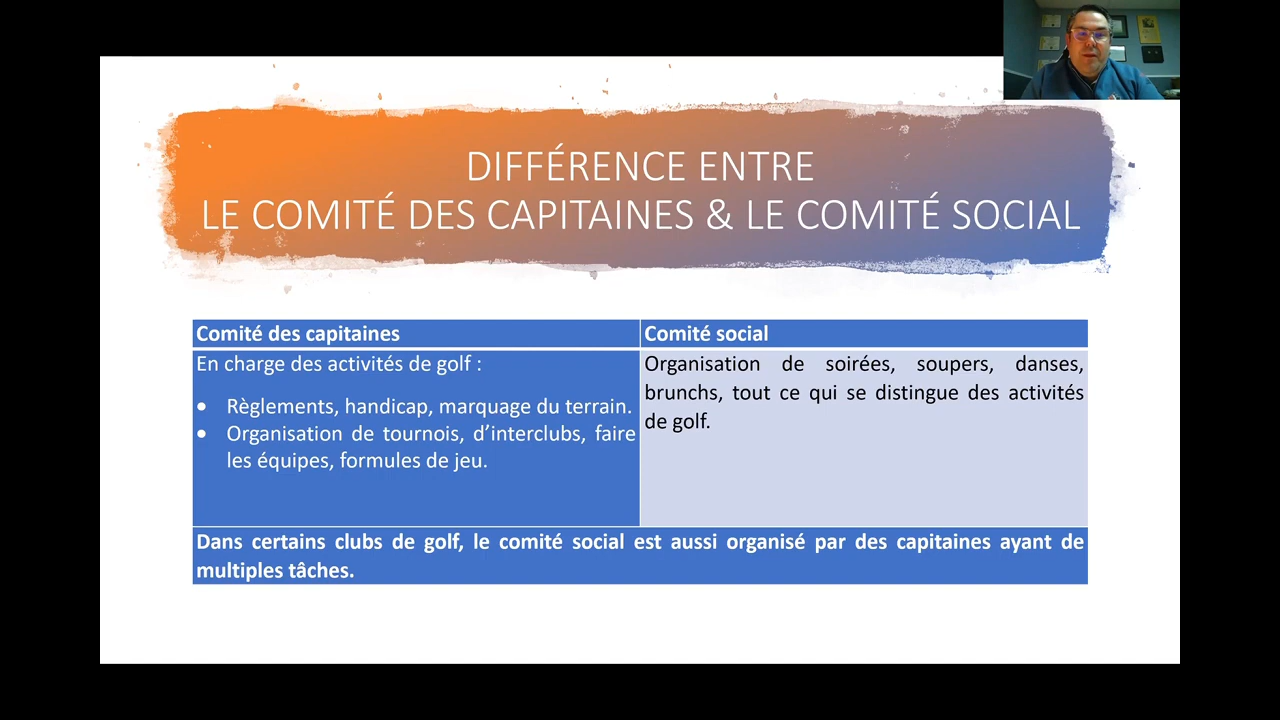 DIFFÉRENCE ENTRE
LE COMITÉ DES CAPITAINES & LE COMITÉ SOCIAL
Comité des capitaines
Comité social
En charge des activités de golf :
• Règlements, handicap, marquage du terrain.
• Organisation de tournois, d’interclubs, faire
les équipes, formules de jeu.
Organisation de soirées, soupers, danses,
brunchs, tout ce qui se distingue des activités
de golf.
Dans certains clubs de golf, le comité social est aussi organisé par des capitaines ayant de
multiples tâches.